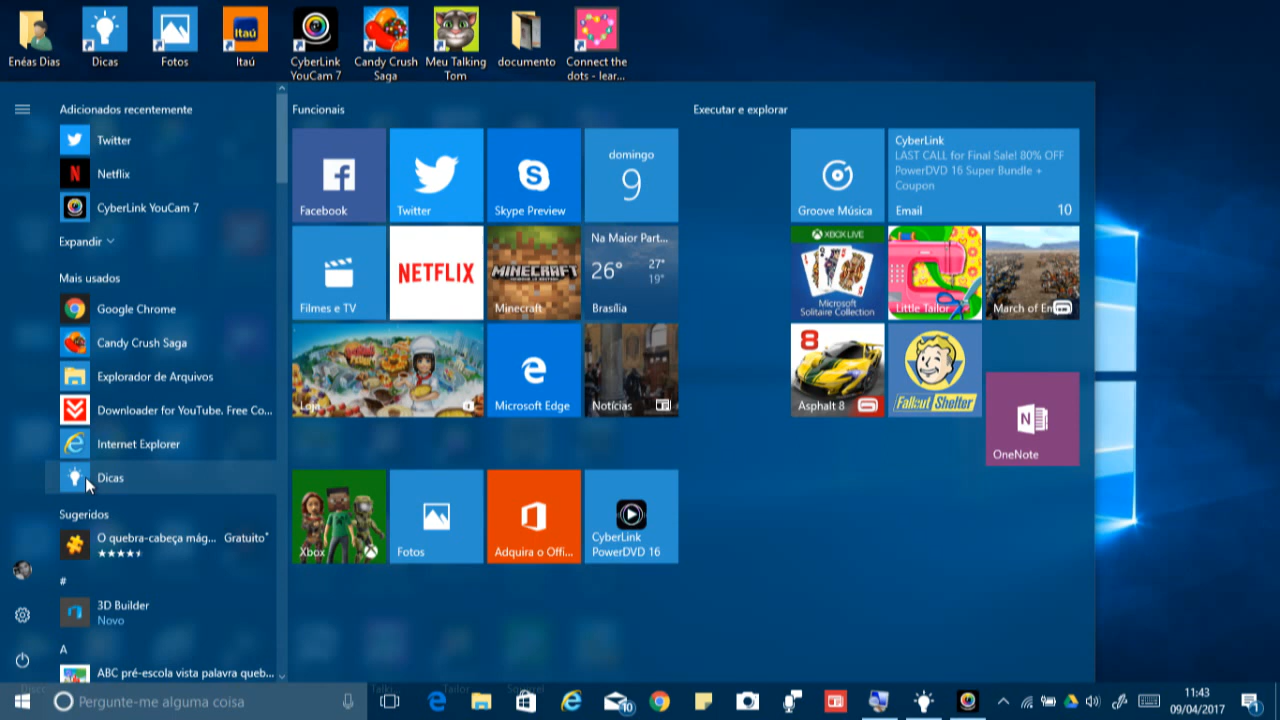 Enéas Dias
Dicas
Fotos
Itaú
Itaú
CyberLink
YouCam 7
Candy Crush
Saga
Meu Talking
Tom
documento
Connect the
dots - lear...
Adicionados recentemente
Twitter
Netflix
CyberLink YouCam 7
Expandir
Mais usados
Google Chrome
Candy Crush Saga
Explorador de Arquivos
Downloader for YouTube. Free Co...
Internet Explorer
Dicas
Sugeridos
O quebra-cabeça mág... Gratuito*
#
3D Builder
Novo
A
ABC pré-escola vista palavra queb...
Funcionais
Facebook
Twitter
Skype Preview
domingo
9
Filmes e TV
NETFLIX
MINECRAFT
Minecraft
Na Maior Part...
26°
27°
19°
Brasília
Loja
Microsoft Edge
Notícias
Xbox
Fotos
Adquira o Offi...
CyberLink
PowerDVD 16
Executar e explorar
Groove Música
CyberLink
LAST CALL for Final Sale! 80% OFF
PowerDVD 16 Super Bundle +
Coupon
Email 10
XBOX LIVE
Microsoft
Solitaire Collection
Little Tailor
March of Em
8
Asphalt 8
Fallout Shelter
N
OneNote
Pergunte-me alguma coisa
10
11:43
09/04/2017
1